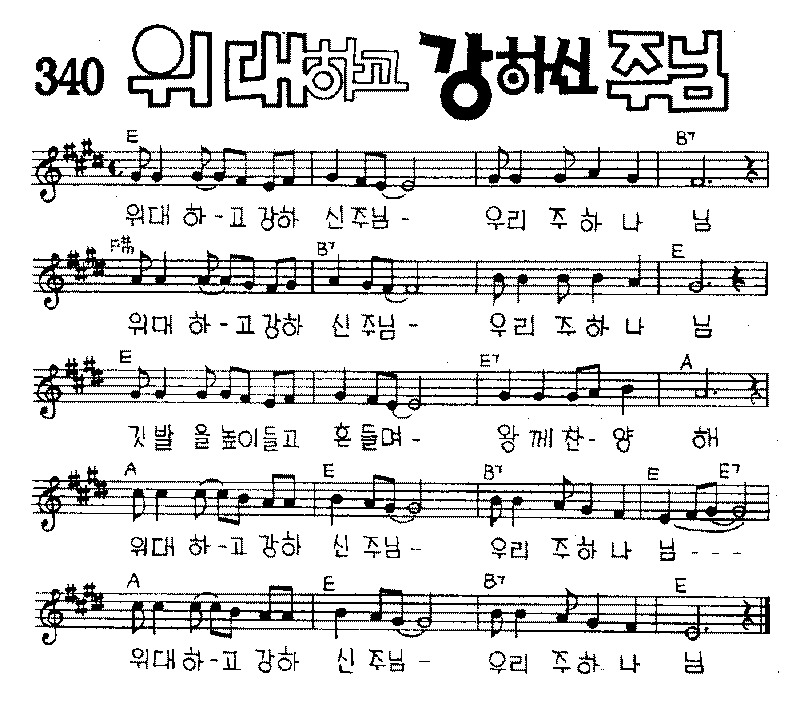 340 위대하고 강하신 주님
E B7
위대 하-고 강하 신 주님 - 우리 주 하 나 님
F# B7 E
위대 하-고 강하 신 주님 - 우리 주 하 나 님
E E7 A
깃발 을 높이들고 흔들며 - 왕 께 찬 - 양 해
A E B7 E E7
위대 하-고 강하 신 주님 - 우리 주 하 나 님 - - -
A E B7 E
위대 하-고 강하 신 주님 - 우리 주 하 나 님